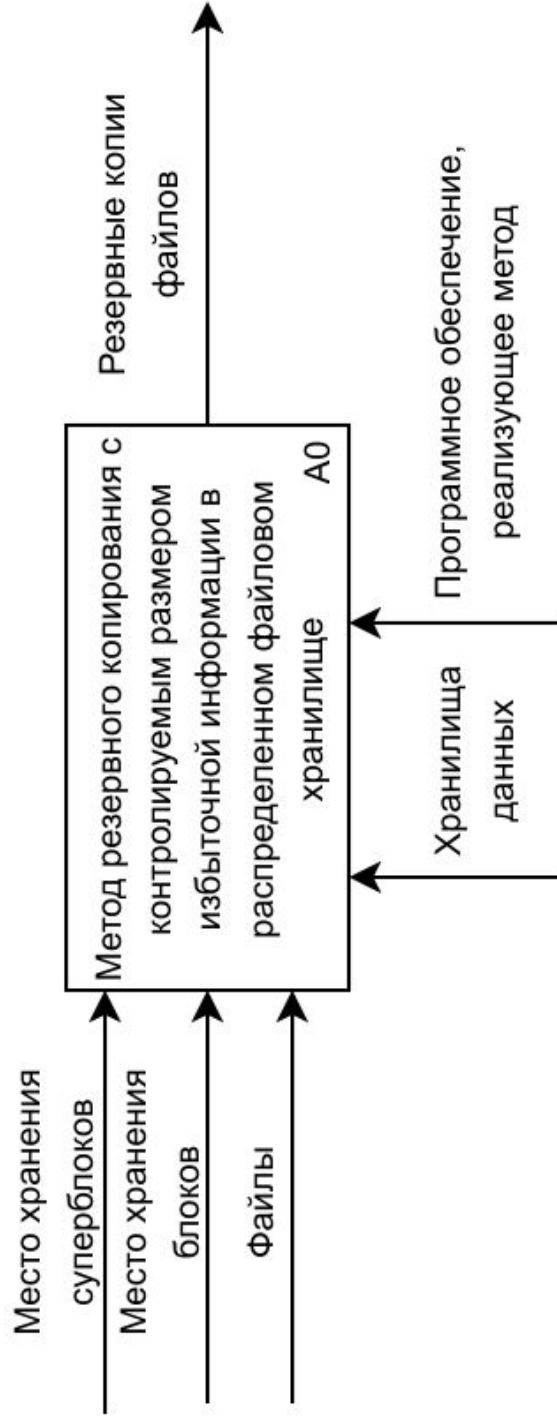 Место хранения
суперблоков
Место хранения
блоков
Файлы
Метод резервного копирования с
контролируемым размером
избыточной информации в
распределенном файловом
хранилище
A0
Резервные копии
файлов
Хранилища
данных
Программное обеспечение,
реализующее метод